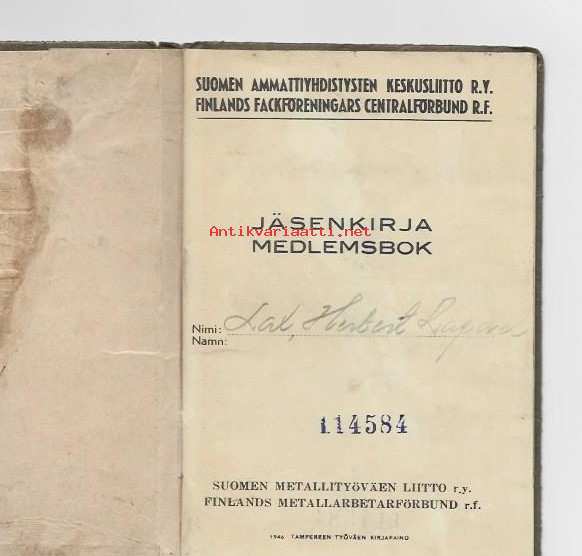 SUOMEN AMMATTIYHDISTYSTEN KESKUSLIITTO R.Y.
FINLANDS FACKFÖRENINGARS CENTRALFÖRBUND R.F.
JÄSENKIRJA
Antikvariaatti.net
MEDLEMSBOK
Nimi: Herbert
Namn:
114584
SUOMEN METALLITYÖVÄEN LIITTO r.y.
FINLANDS METALLARBETARFÖRBUND r.f.
1946 TAMPEREEN TYÖVÄEN KIRJAPAINO